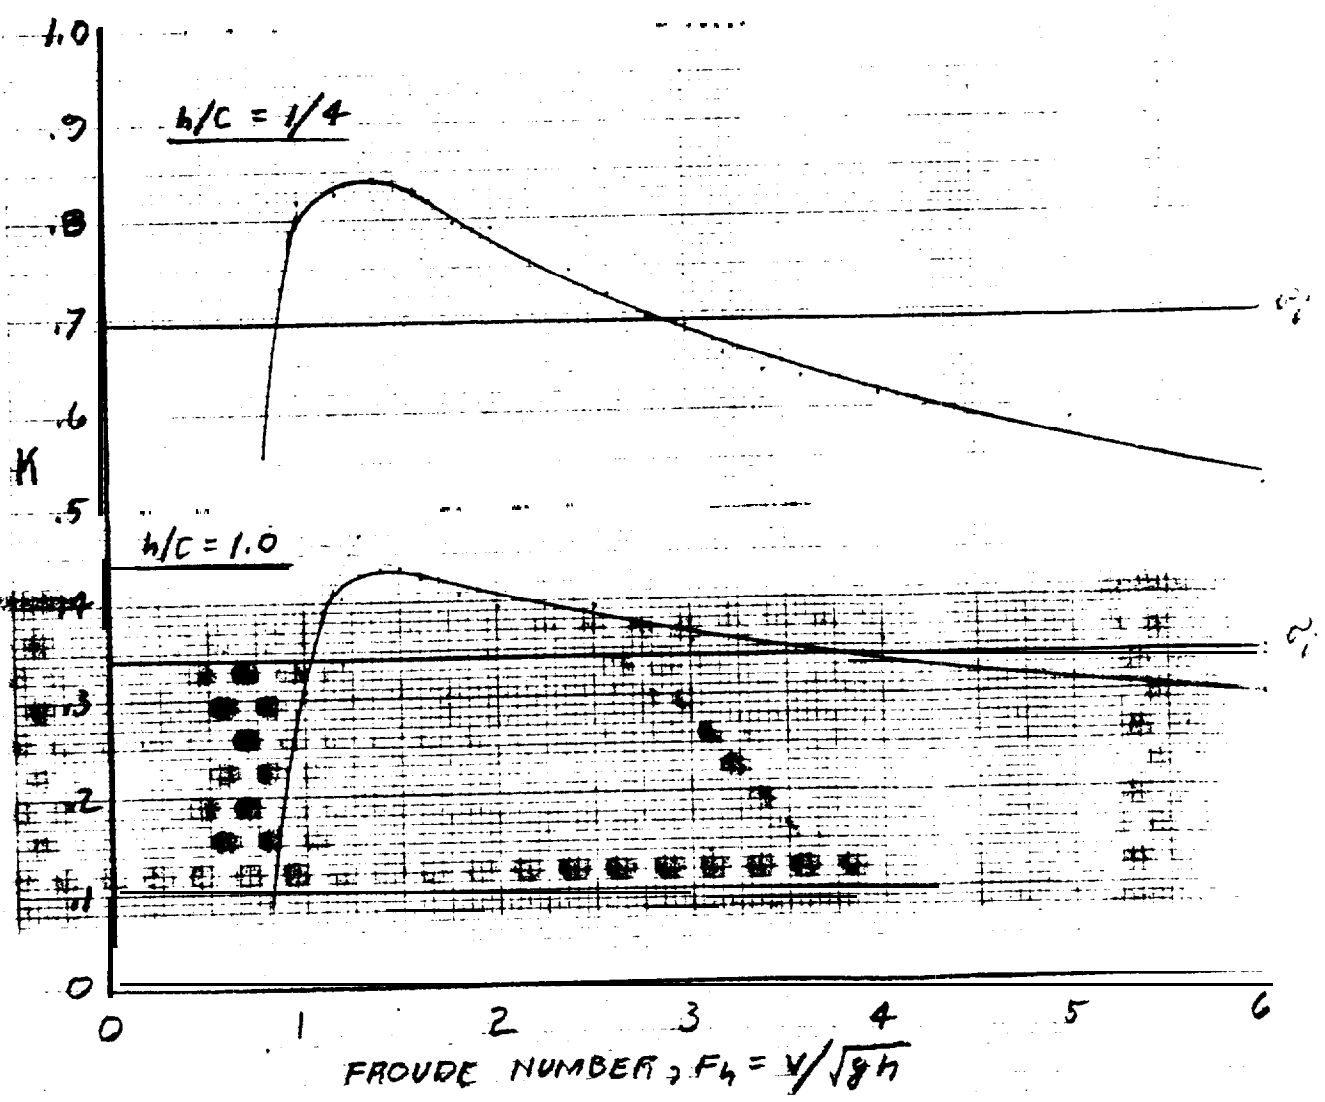 1.0
.9
h/C = 1/4
.8
.7
.6
K
.5
h/C = 1.0
.4
.3
.2
.1
0
0 1 2 3 4 5 6
FROUDE NUMBER, Fh = V/√gh